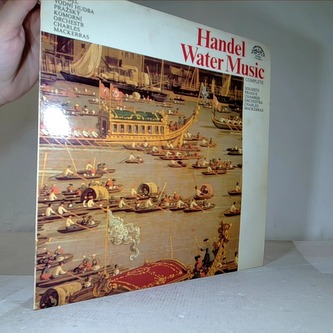 VODNÍ HUDBA
PRAŽSKÝ
KOMORNÍ
ORCHESTR
CHARLES
MACKERRAS
Handel
Water Music
COMPLETE
PRAGUE
CHAMBER
ORCHESTRA
CHARLES
MACKERRAS